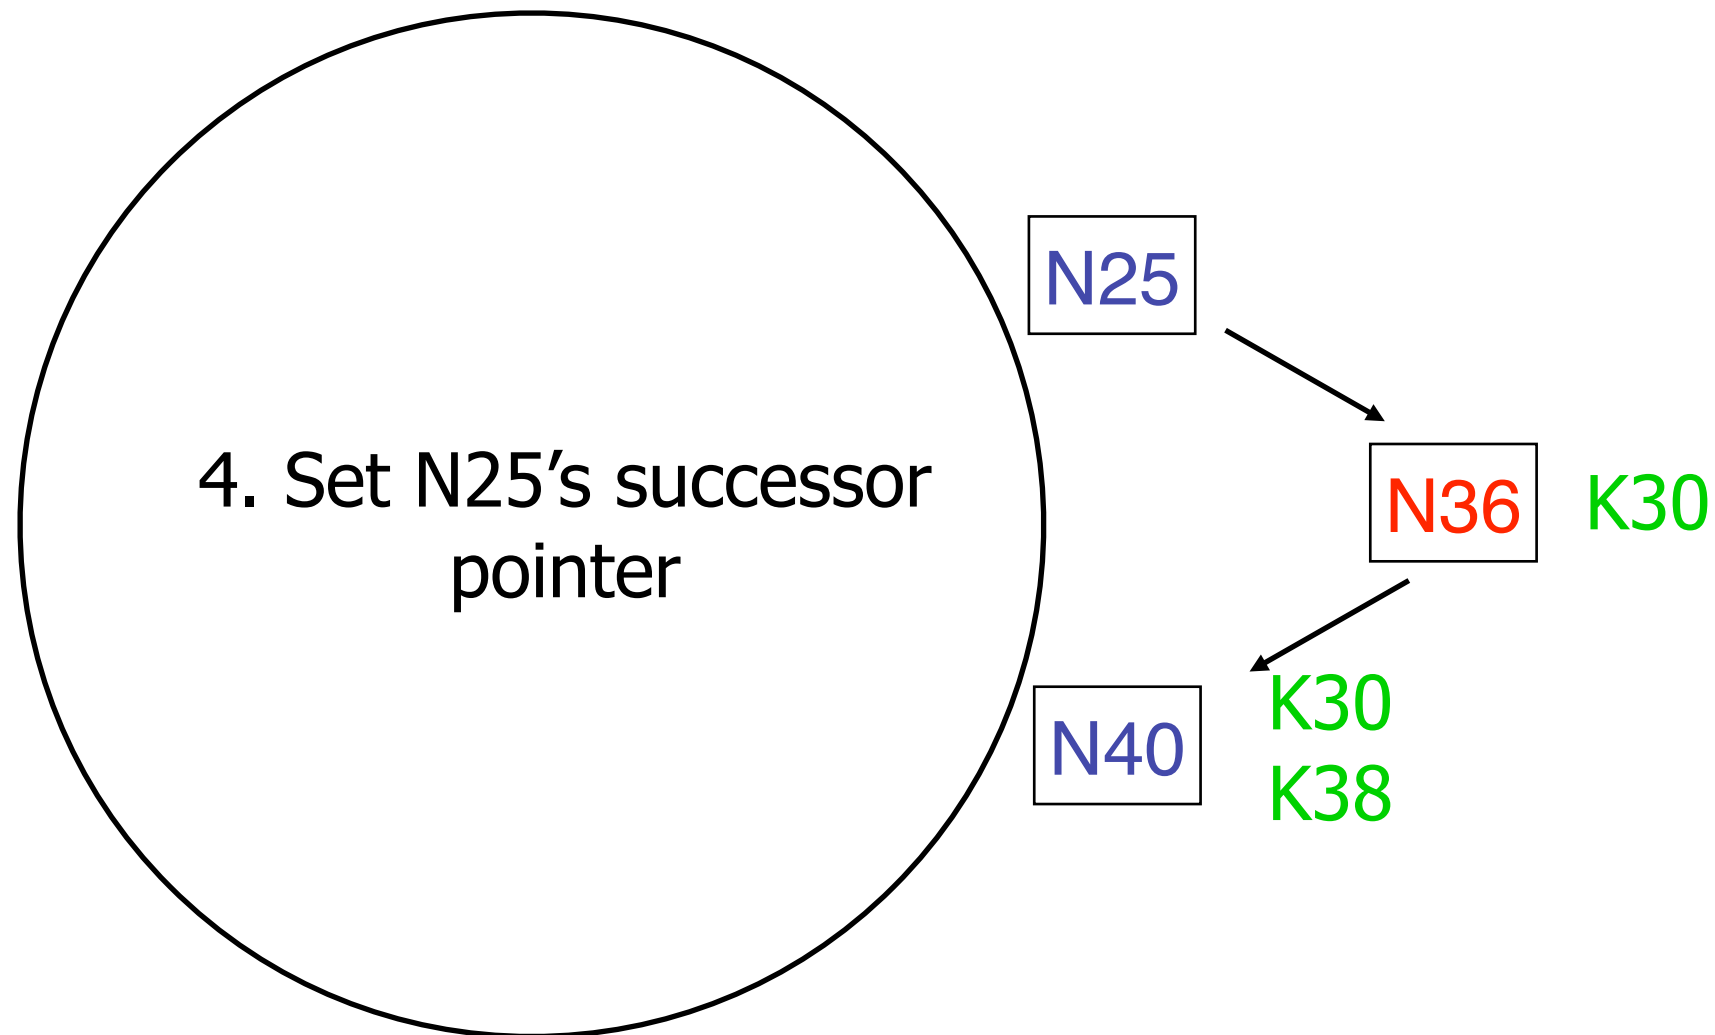 N25
4. Set N25’s successor
pointer
N36 K30
N40
K30
K38